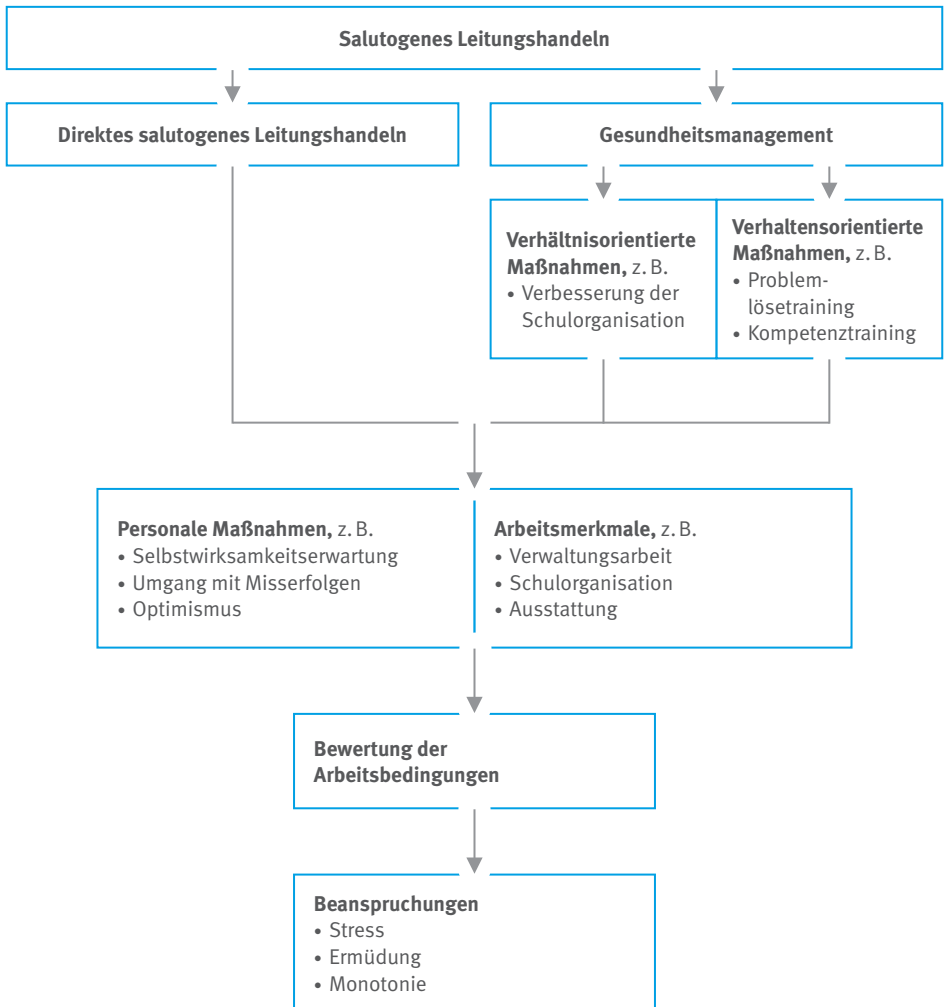 Salutogenes Leitungshandeln
Direktes salutogenes Leitungshandeln
Gesundheitsmanagement
Verhältnisorientierte
Maßnahmen, z. B.
• Verbesserung der
Schulorganisation
Verhaltensorientierte
Maßnahmen, z. B.
• Problem-
lösetraining
• Kompetenztraining
Personale Maßnahmen, z. B.
• Selbstwirksamkeitserwartung
• Umgang mit Misserfolgen
• Optimismus
Arbeitsmerkmale, z. B.
• Verwaltungsarbeit
• Schulorganisation
• Ausstattung
Bewertung der
Arbeitsbedingungen
Beanspruchungen
• Stress
• Ermüdung
• Monotonie